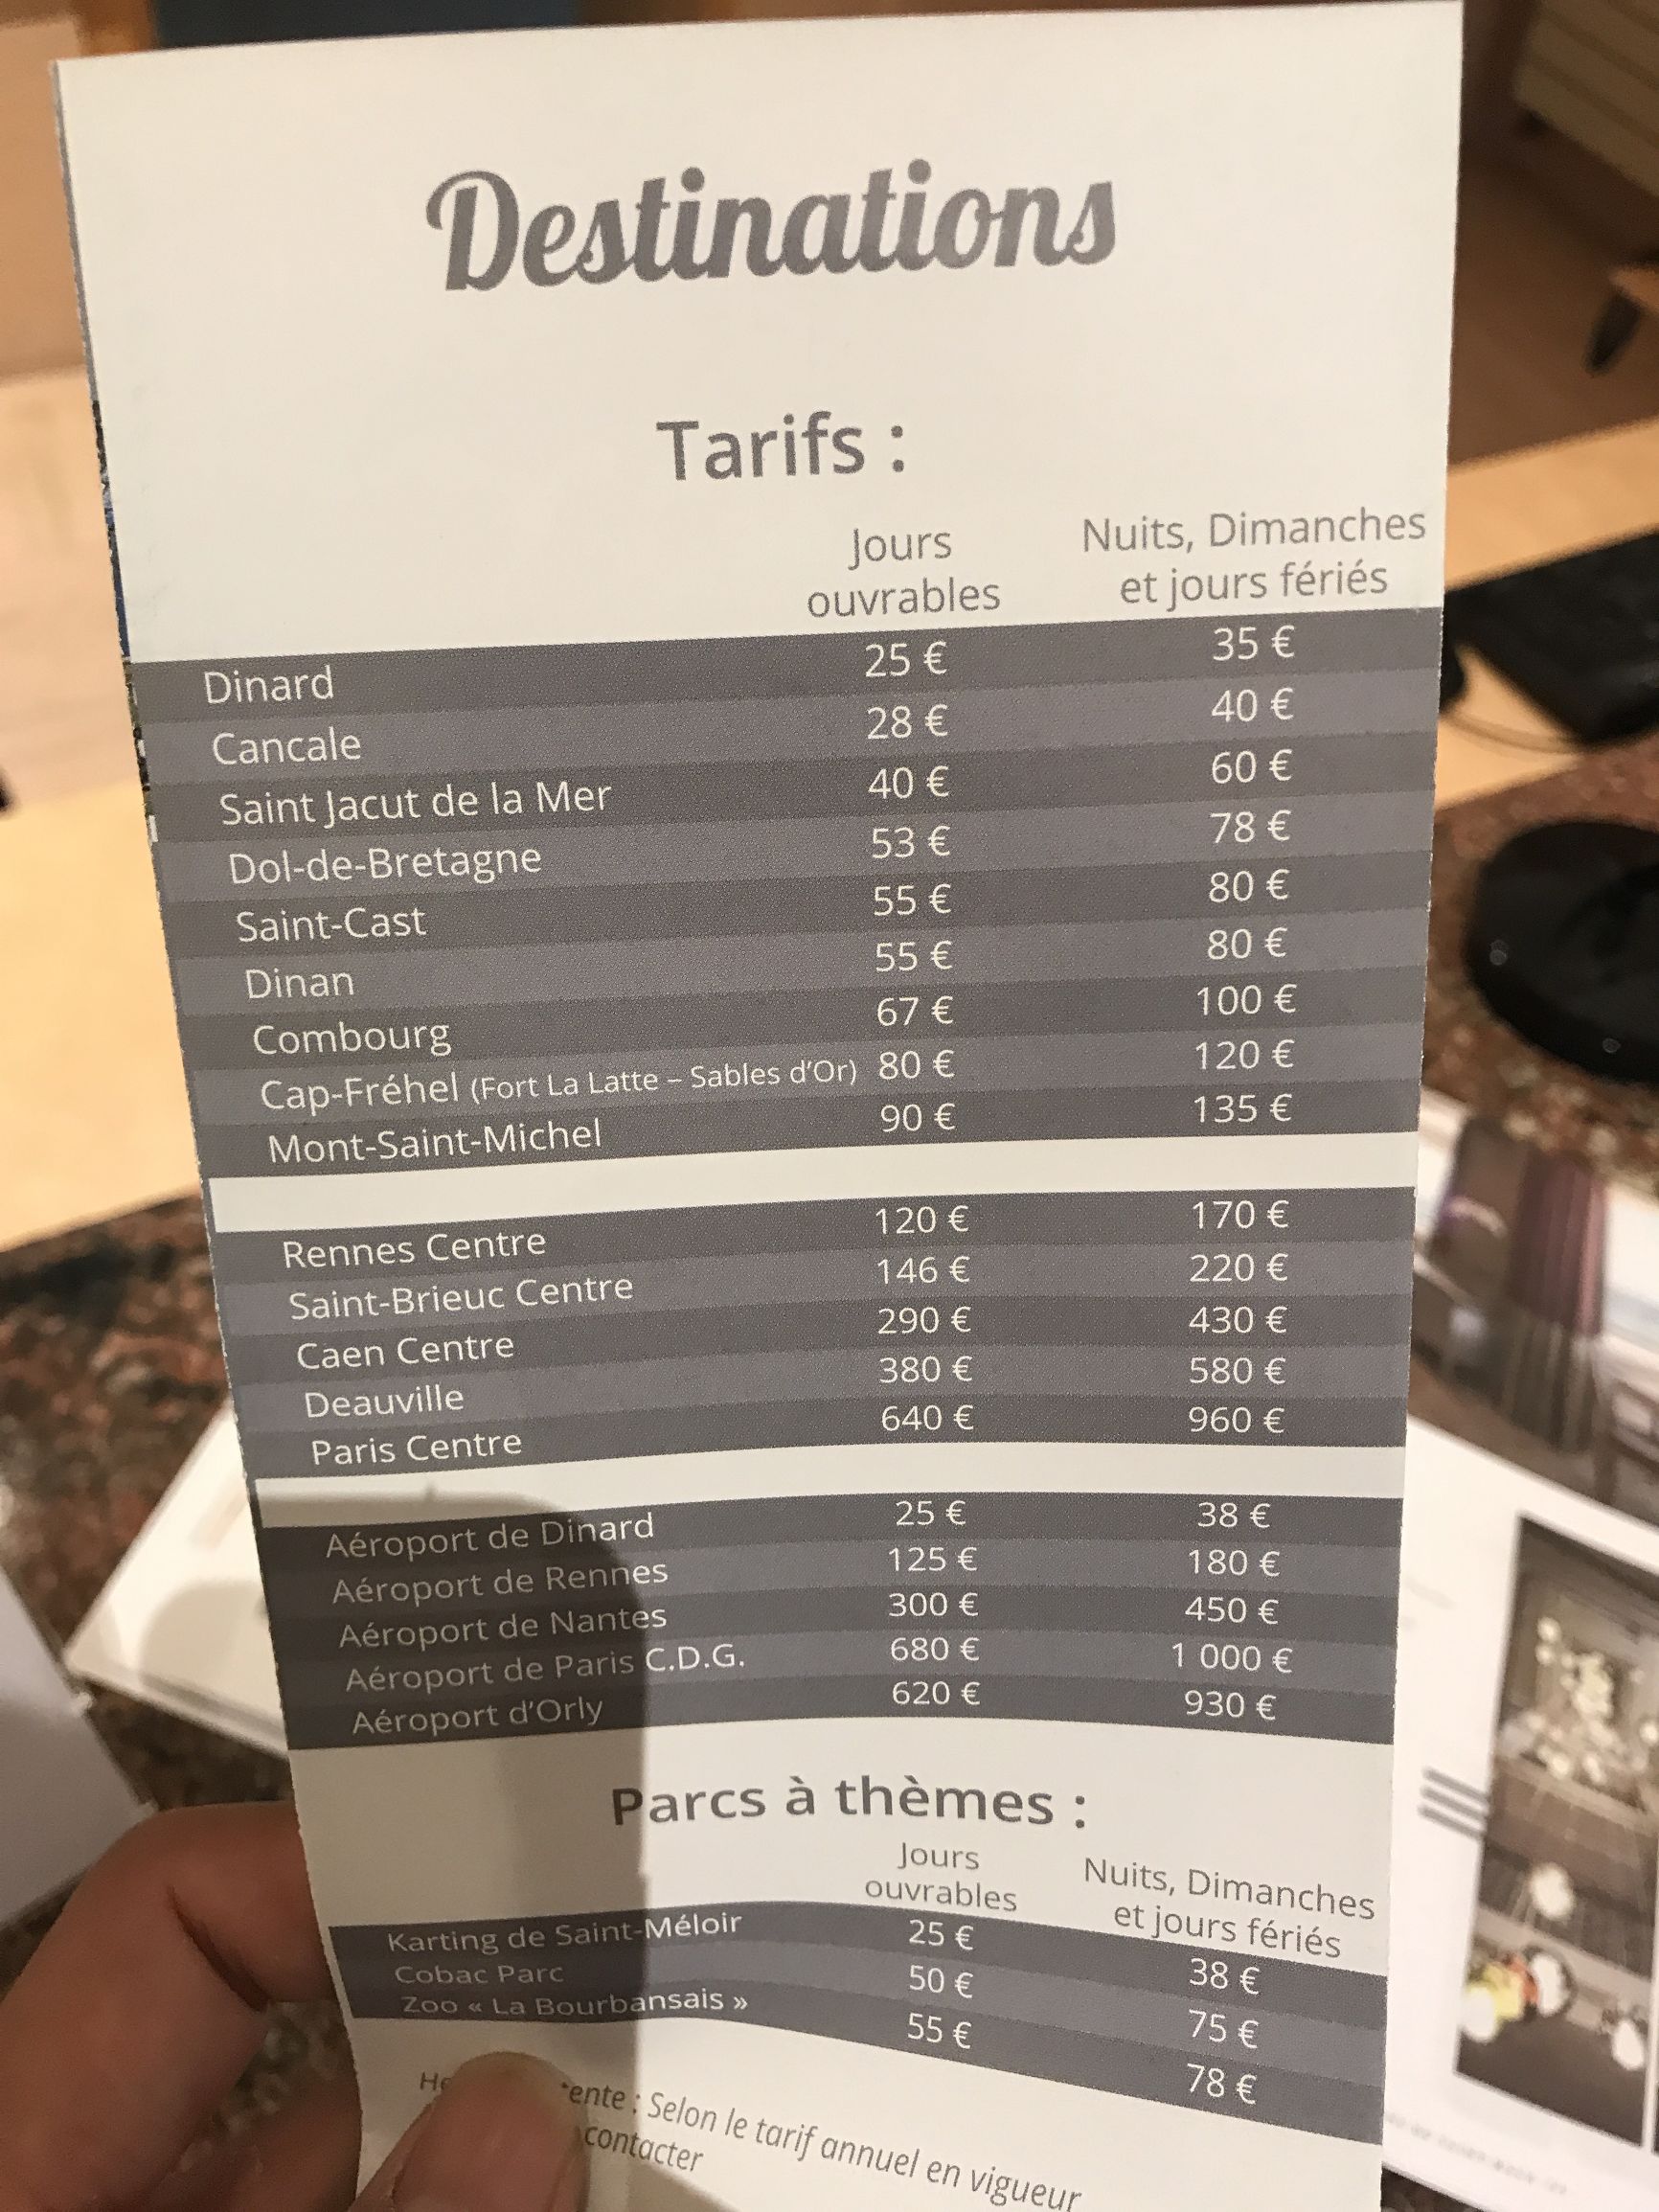 Destinations
Tarifs :
Jours
ouvrables
Nuits, Dimanches
et jours fériés
Dinard 25 € 35 €
Cancale 28 € 40 €
Saint Jacut de la Mer 40 € 60 €
Dol-de-Bretagne 53 € 78 €
Saint-Cast 55 € 80 €
Dinan 55 € 80 €
Combourg 67 € 100 €
Cap-Fréhel (Fort La Latte – Sables d'Or) 80 € 120 €
Mont-Saint-Michel 90 € 135 €
Rennes Centre 120 € 170 €
Saint-Brieuc Centre 146 € 220 €
Caen Centre 290 € 430 €
Deauville 380 € 580 €
Paris Centre 640 € 960 €
Aéroport de Dinard 25 € 38 €
Aéroport de Rennes 125 € 180 €
Aéroport de Nantes 300 € 450 €
Aéroport de Paris C.D.G. 680 € 1 000 €
Aéroport d'Orly 620 € 930 €
Parcs à thèmes :
Jours
ouvrables
Nuits, Dimanches
et jours fériés
Karting de Saint-Méloir 25 € 38 €
Cobac Parc 50 € 75 €
Zoo « La Bourbansais » 55 € 78 €
: Selon le tarif annuel en vigueur
contacter